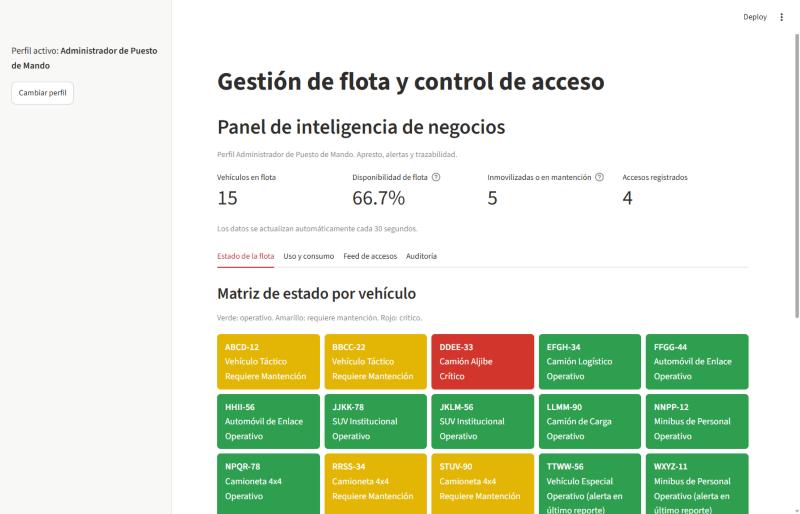 Deploy
Perfil activo: Administrador de Puesto
de Mando
Cambiar perfil
Gestión de flota y control de acceso
Panel de inteligencia de negocios
Perfil Administrador de Puesto de Mando. Apresto, alertas y trazabilidad.
Vehículos en flota
15
Disponibilidad de flota
66.7%
Inmovilizadas o en mantención
5
Accesos registrados
4
Los datos se actualizan automáticamente cada 30 segundos.
Estado de la flota Uso y consumo Feed de accesos Auditoría
Matriz de estado por vehículo
Verde: operativo. Amarillo: requiere mantención. Rojo: crítico.
ABCD-12
Vehículo Táctico
Requiere Mantención
BBCC-22
Vehículo Táctico
Requiere Mantención
DDEE-33
Camión Aljibe
Crítico
EFGH-34
Camión Logístico
Operativo
FFGG-44
Automóvil de Enlace
Operativo
HHII-56
Automóvil de Enlace
Operativo
JJKK-78
SUV Institucional
Operativo
JKLM-56
SUV Institucional
Operativo
LLMM-90
Camión de Carga
Operativo
NNPP-12
Minibus de Personal
Operativo
NPQR-78
Camioneta 4x4
Operativo
RRSS-34
Camioneta 4x4
Requiere Mantención
STUV-90
Camioneta 4x4
Requiere Mantención
TTWW-56
Vehículo Especial
Operativo (alerta en
último reporte)
WXYZ-11
Minibus de Personal
Operativo (alerta en
último reporte)